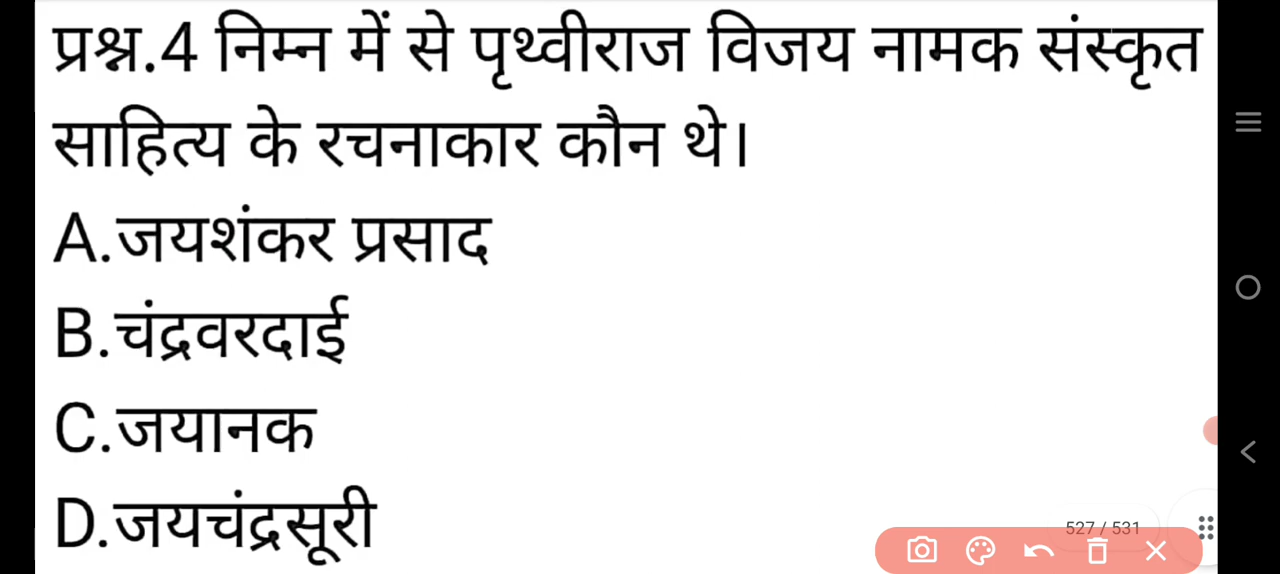 प्रश्न.4 निम्न में से पृथ्वीराज विजय नामक संस्कृत
साहित्य के रचनाकार कौन थे।
A.जयशंकर प्रसाद
B.चंद्रवरदाई
C.जयानक
D.जयचंद्रसूरी
527 / 531